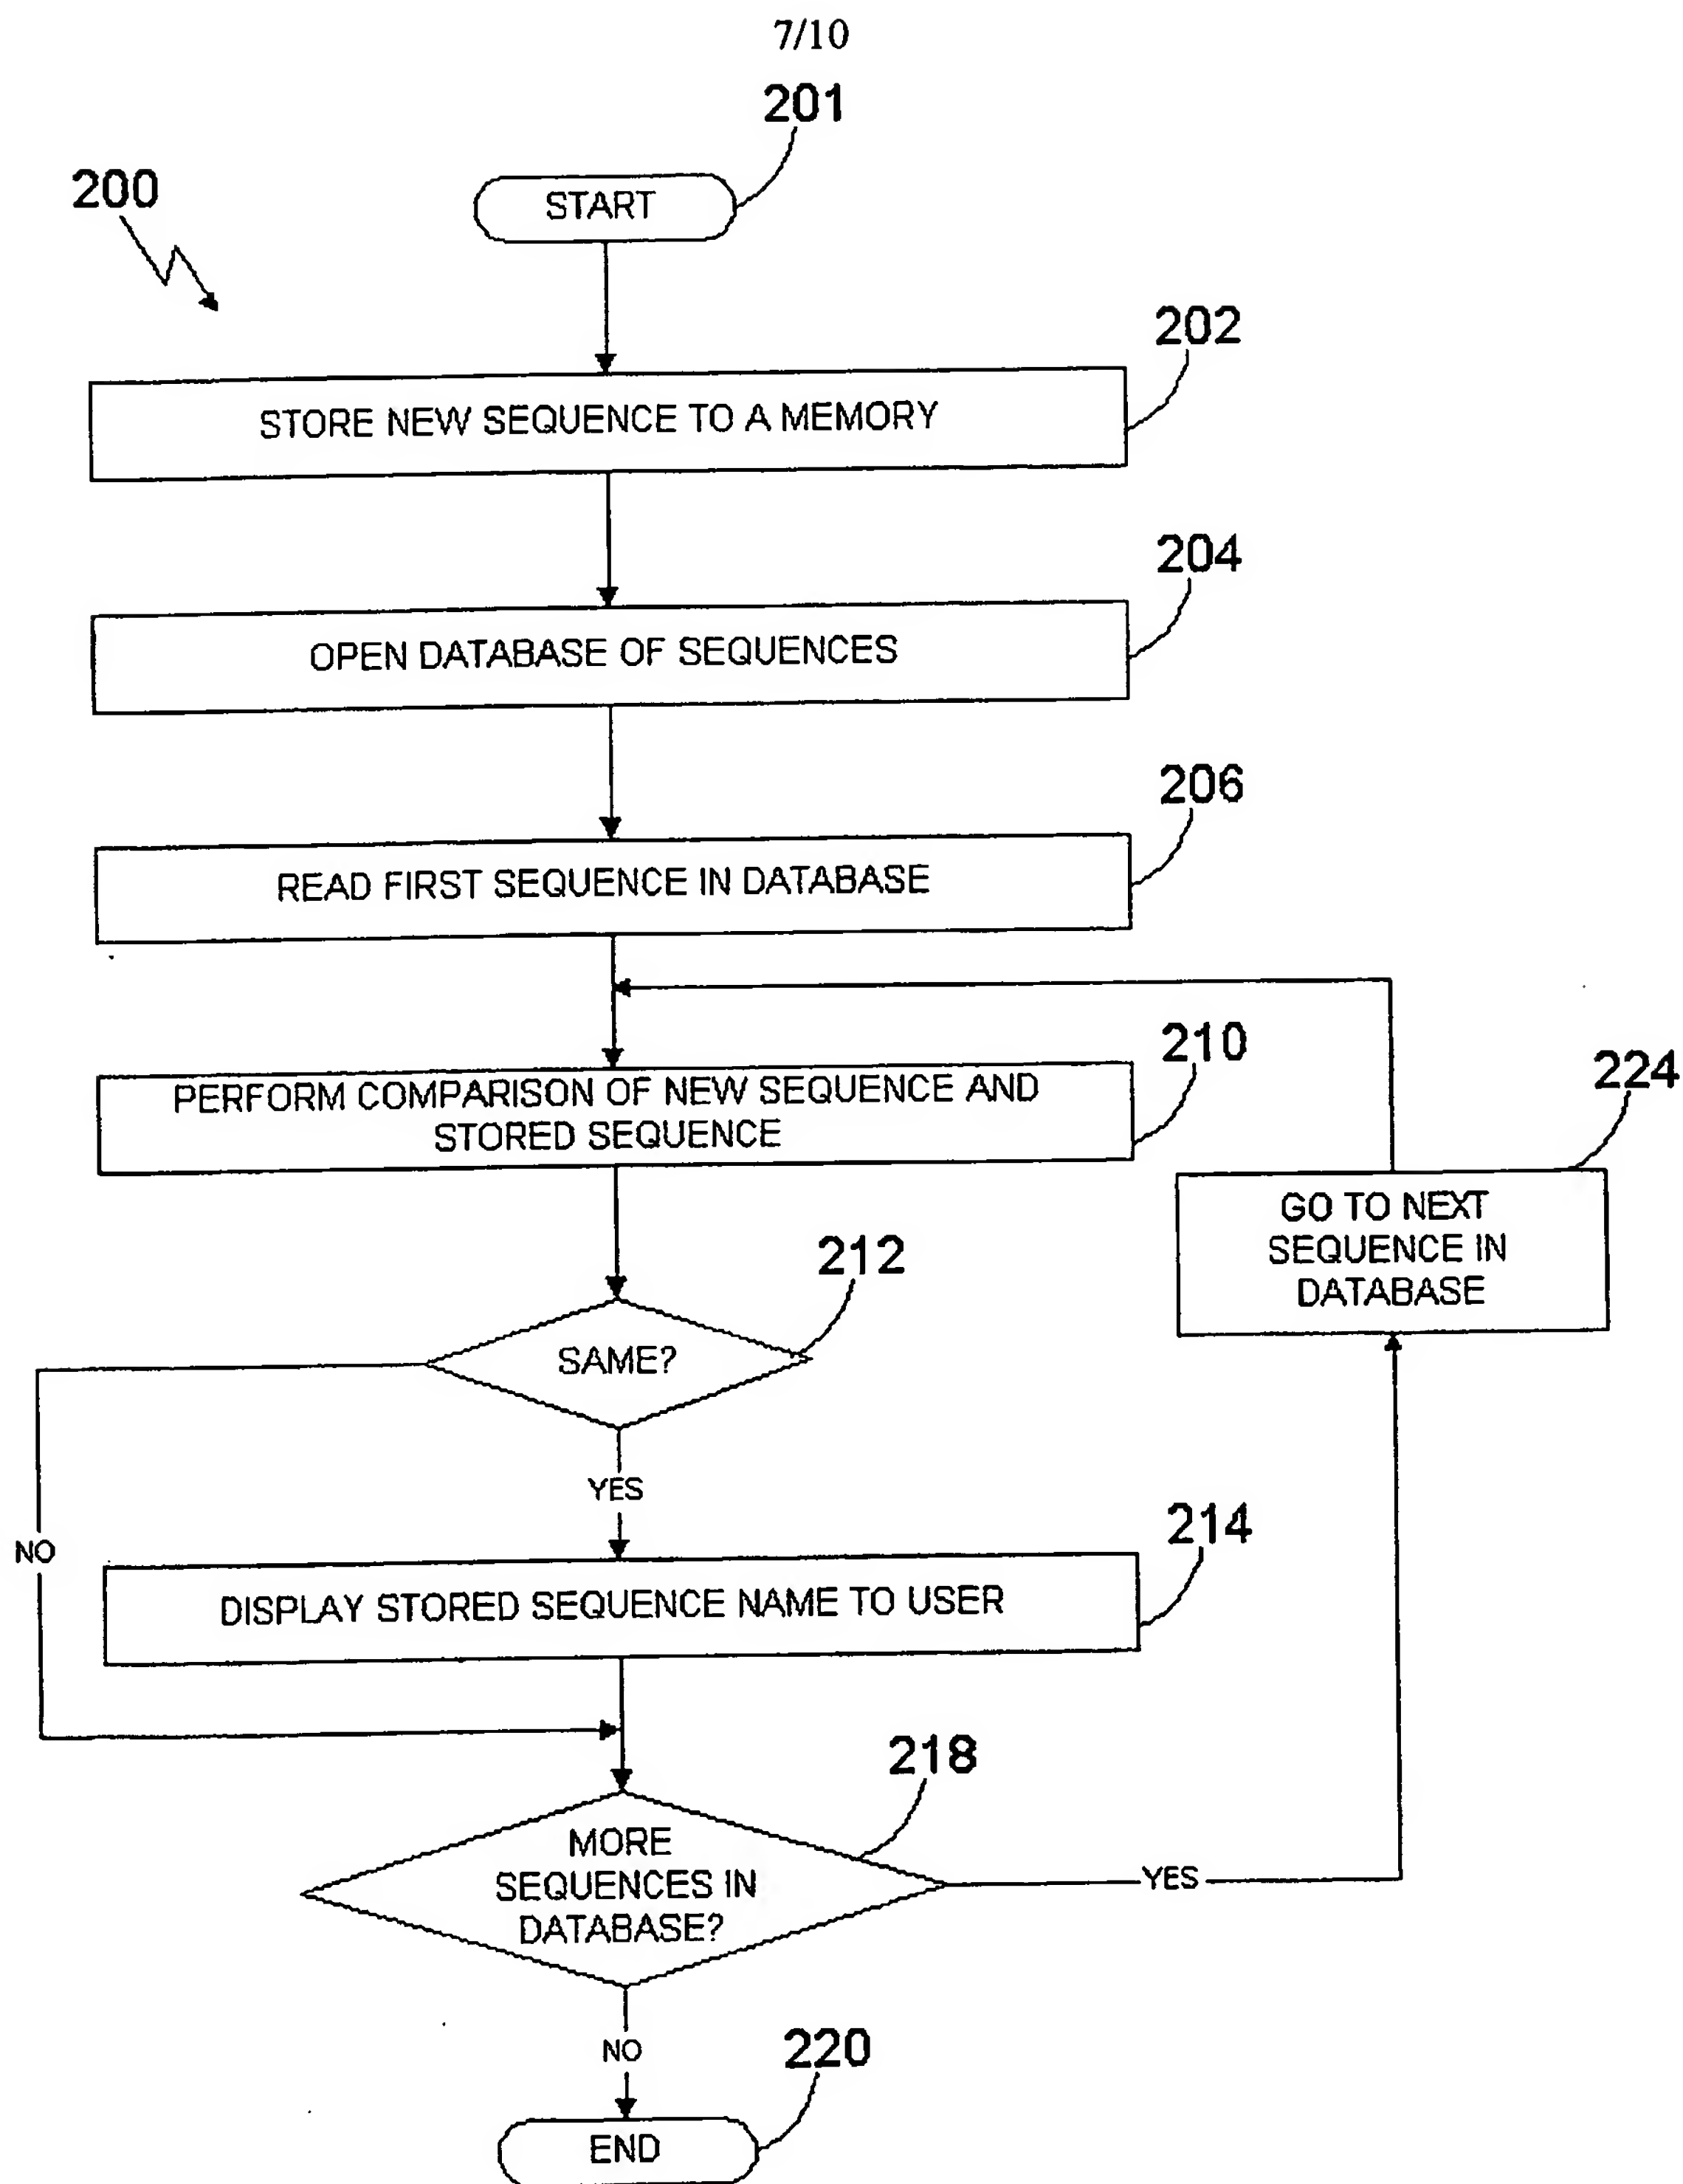 7/10
201
200
START
202
STORE NEW SEQUENCE TO A MEMORY
204
OPEN DATABASE OF SEQUENCES
206
READ FIRST SEQUENCE IN DATABASE
210
PERFORM COMPARISON OF NEW SEQUENCE AND
STORED SEQUENCE
224
GO TO NEXT
SEQUENCE IN
DATABASE
212
SAME?
YES
NO
214
DISPLAY STORED SEQUENCE NAME TO USER
218
MORE
SEQUENCES IN
DATABASE?
YES
NO
220
END